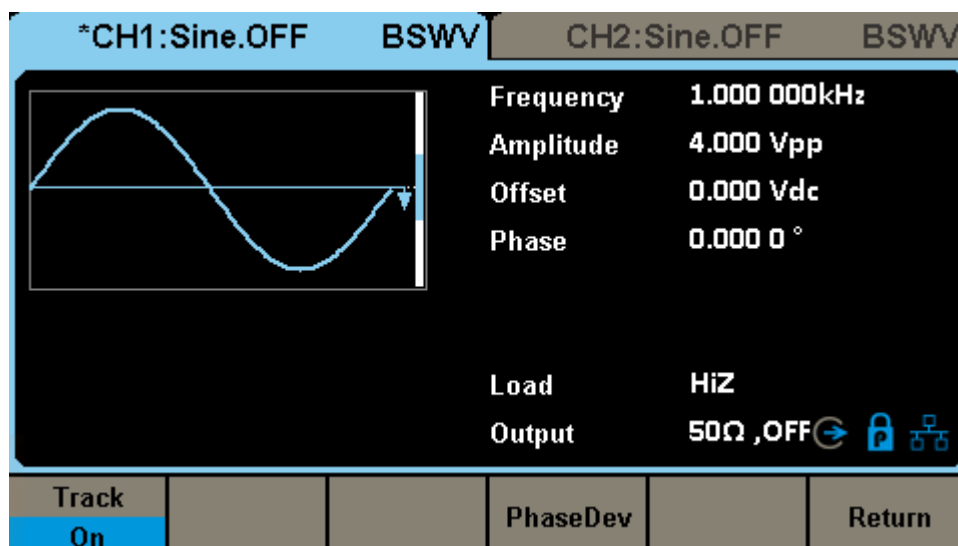 *CH1:Sine.OFF BSWV CH2:Sine.OFF BSWV
Frequency 1.000 000kHz
Amplitude 4.000 Vpp
Offset 0.000 Vdc
Phase 0.000 0 °
Load HiZ
Output 50Ω ,OFF P
Track PhaseDev Return
On